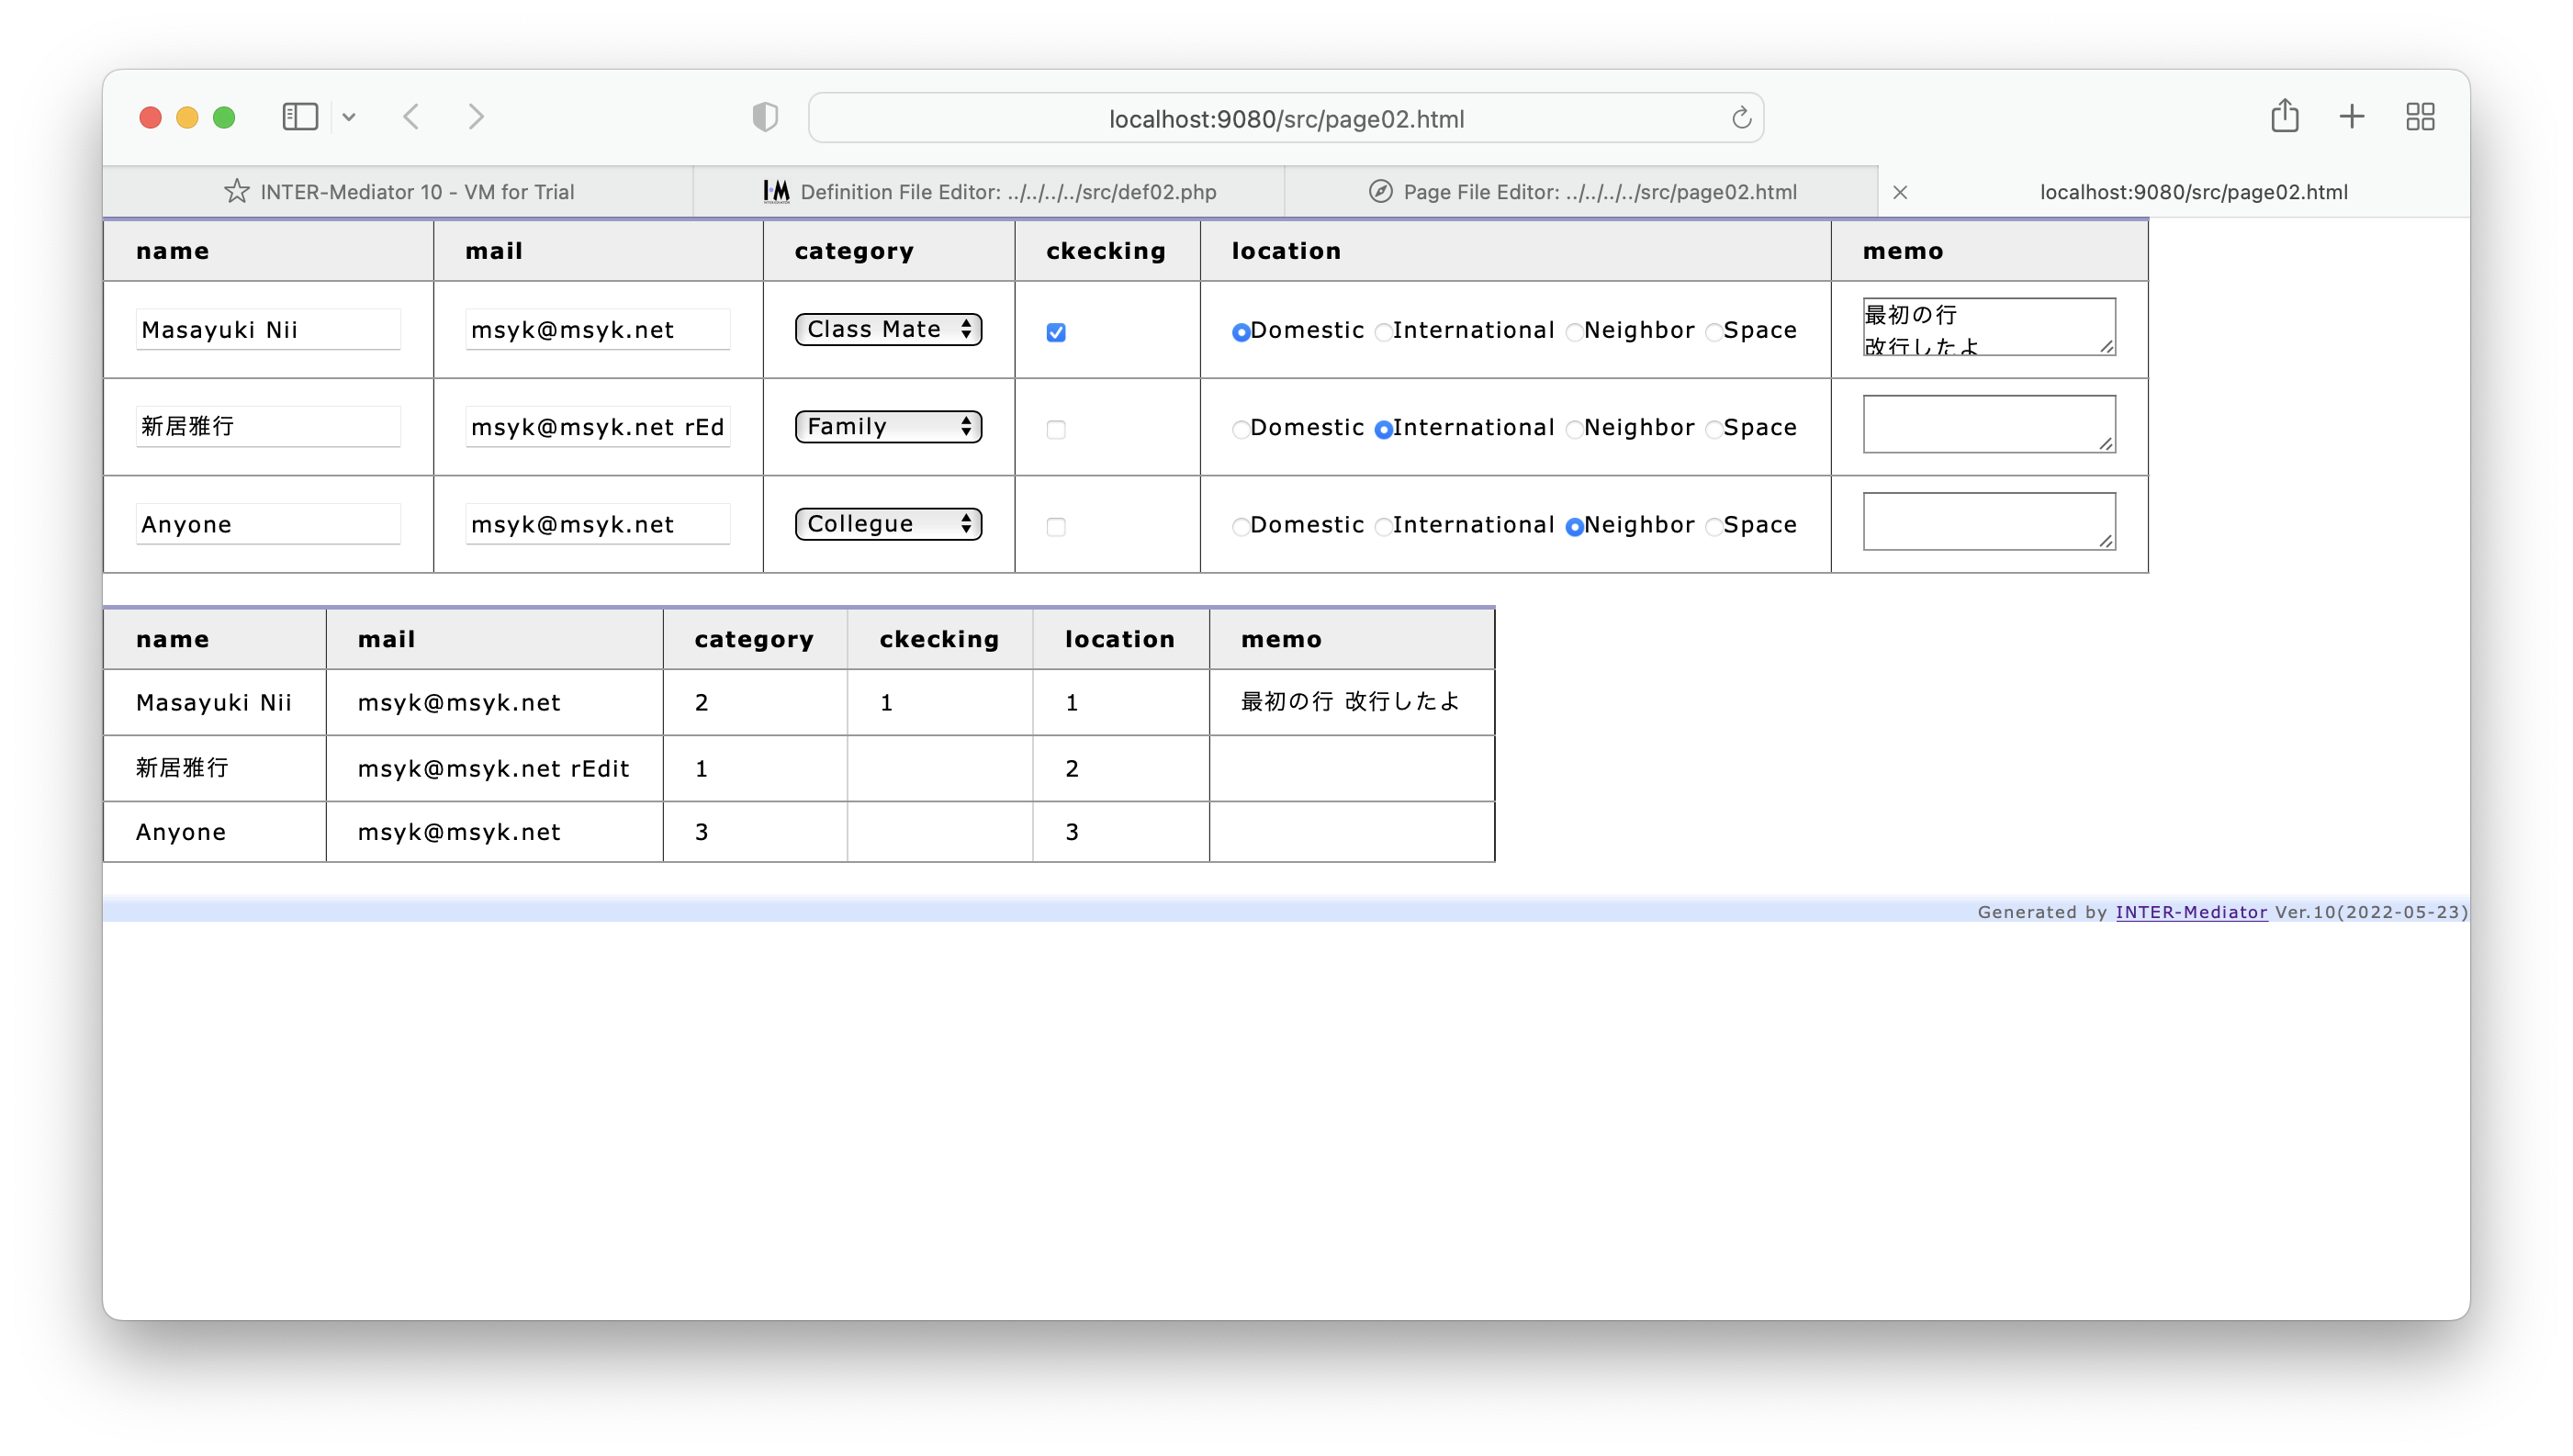 localhost:9080/src/page02.html
INTER-Mediator 10 - VM for Trial
Definition File Editor: ../../../../src/def02.php
Page File Editor: ../../../../src/page02.html
localhost:9080/src/page02.html
name mail category ckecking location memo
Masayuki Nii msyk@msyk.net Class Mate Domestic International Neighbor Space 最初の行
改行したよ
新居雅行 msyk@msyk.net rEd Family Domestic International Neighbor Space
Anyone msyk@msyk.net Collegue Domestic International Neighbor Space
name mail category ckecking location memo
Masayuki Nii msyk@msyk.net 2 1 1 最初の行 改行したよ
新居雅行 msyk@msyk.net rEdit 1 2
Anyone msyk@msyk.net 3 3
Generated by INTER-Mediator Ver.10(2022-05-23)